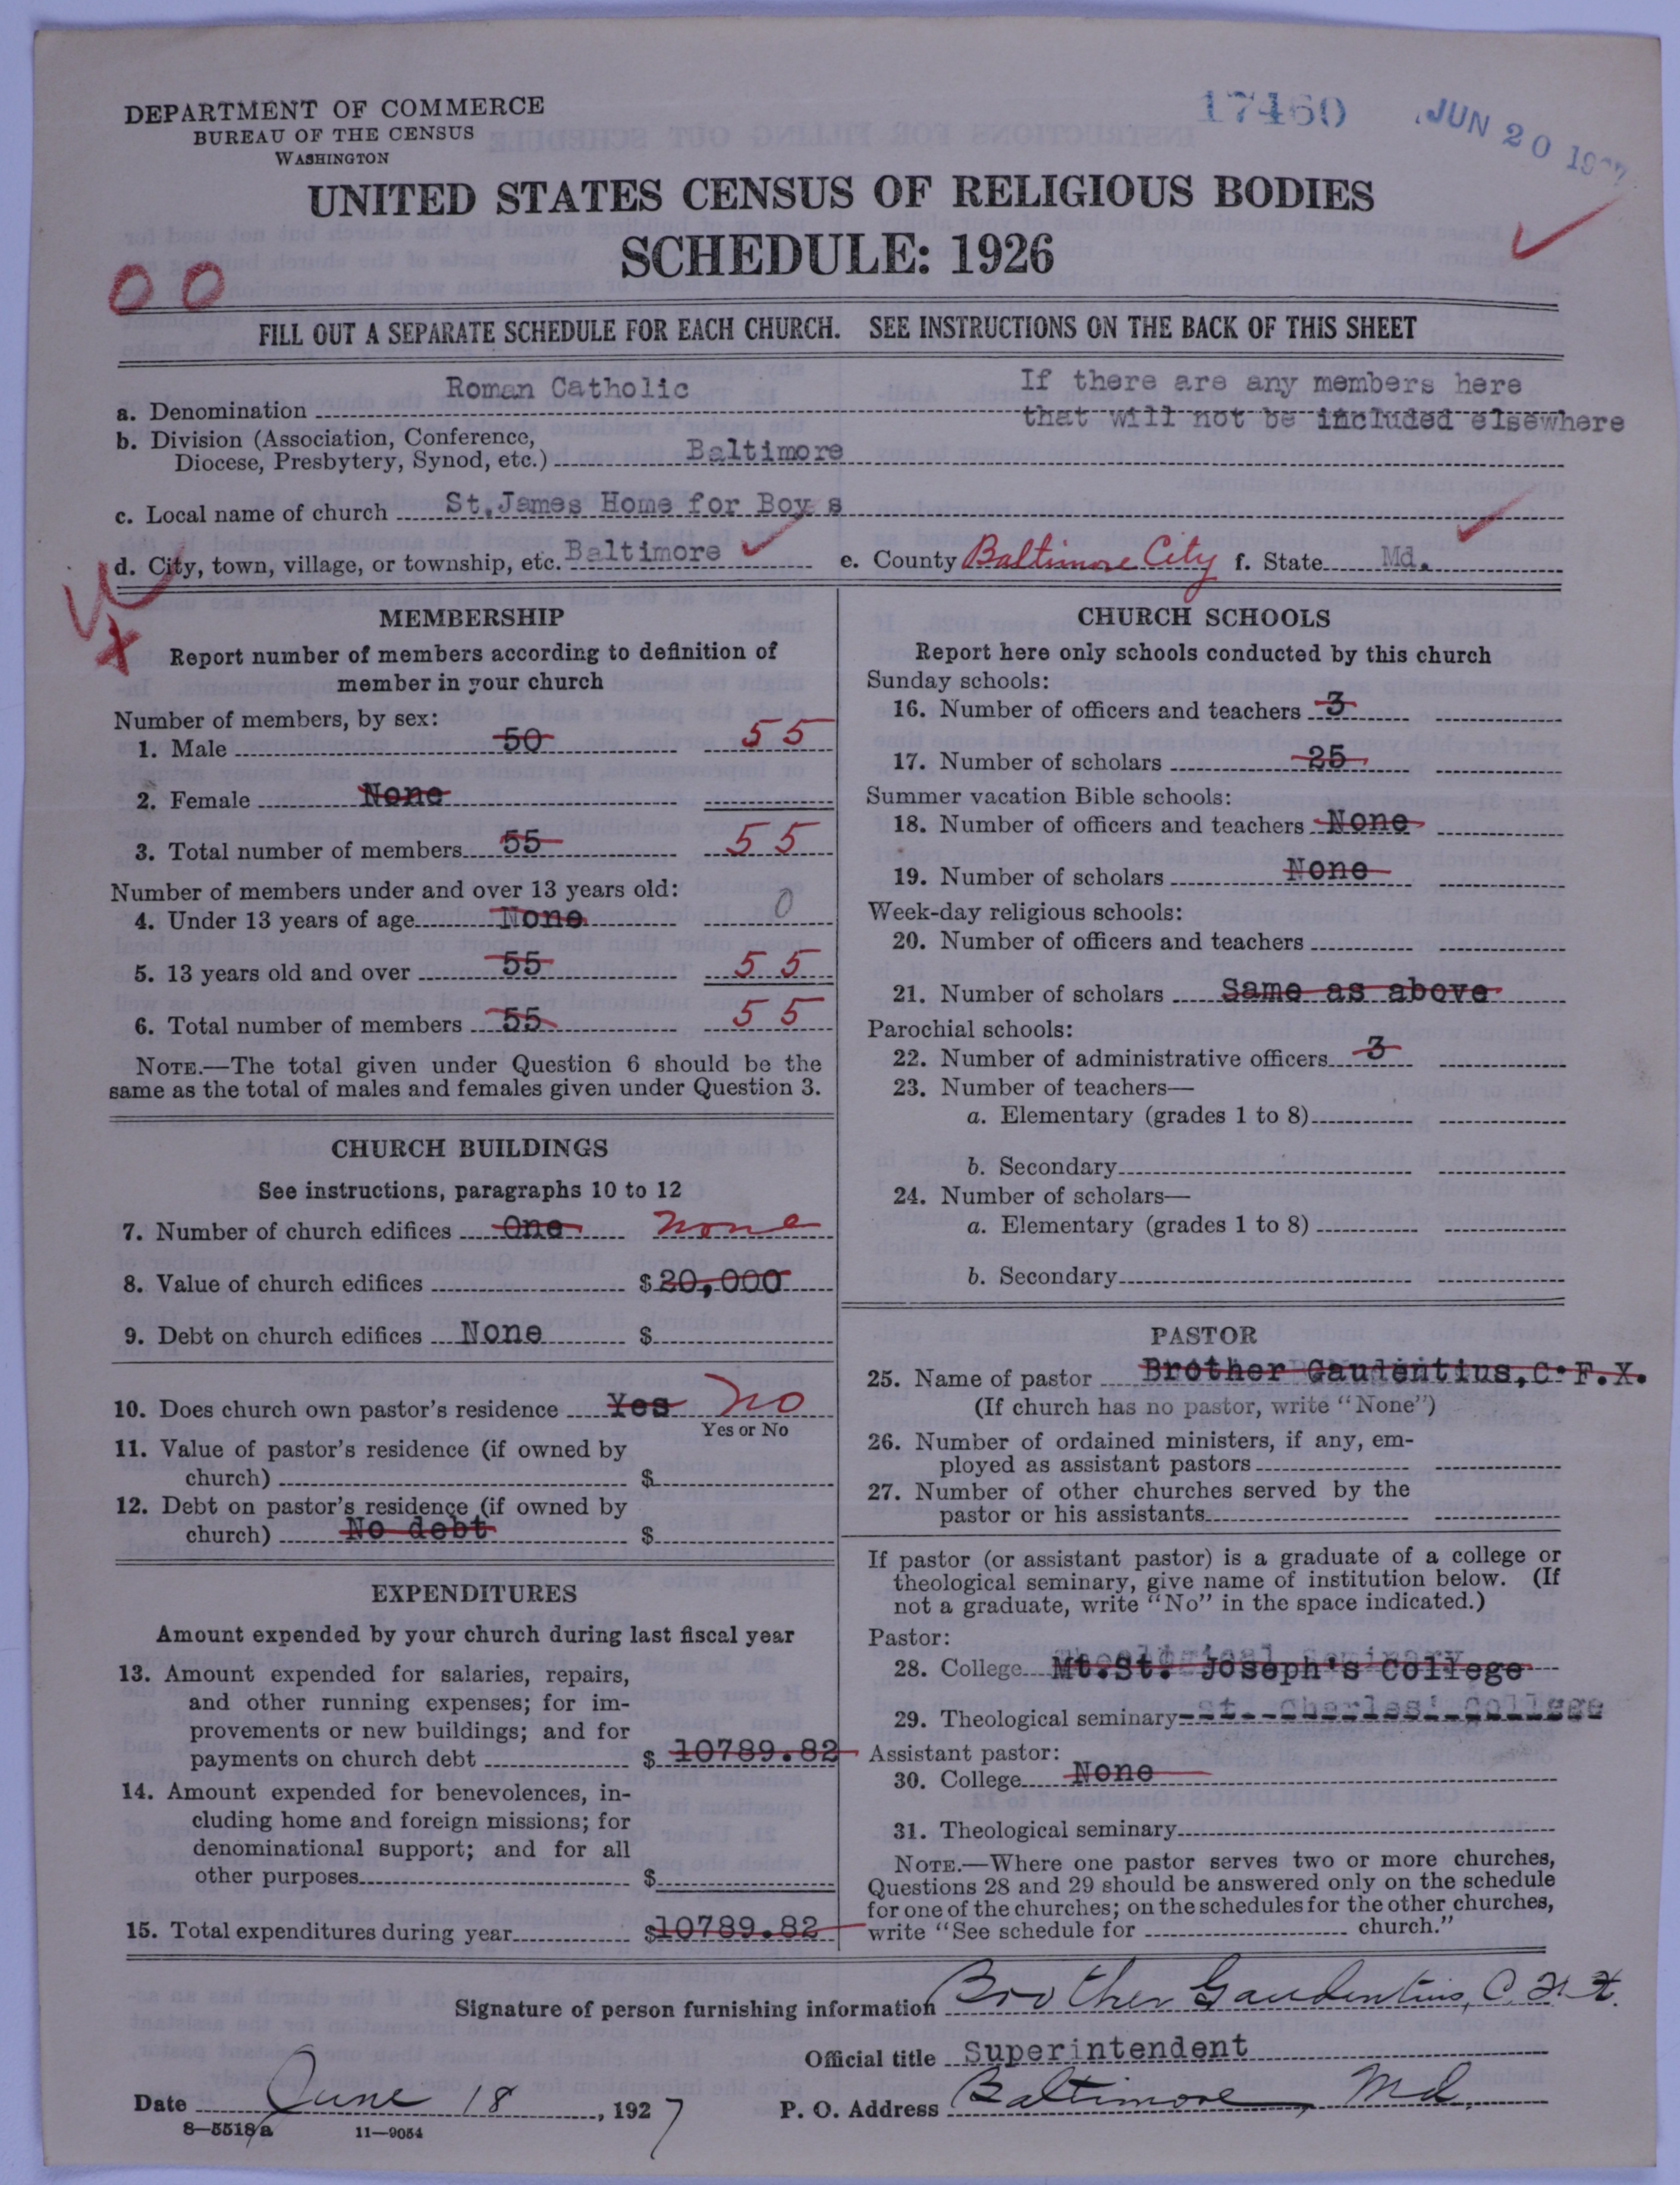 DEPARTMENT OF COMMERCE
BUREAU OF THE CENSUS
WASHINGTON
17460
JUN 20 19 7
UNITED STATES CENSUS OF RELIGIOUS BODIES
SCHEDULE: 1926
00
FILL OUT A SEPARATE SCHEDULE FOR EACH CHURCH. SEE INSTRUCTIONS ON THE BACK OF THIS SHEET
If there are any members here
that will not be included elsewhere
a. Denomination Roman Catholic
b. Division (Association, Conference,
Diocese, Presbytery, Synod, etc.) Baltimore
c. Local name of church St.James Home for Boys
d. City, town, village, or township, etc. Baltimore e. County Baltimore City f. State Md.
MEMBERSHIP
Report number of members according to definition of
member in your church
Number of members, by sex:
1. Male 50 55
2. Female None
3. Total number of members 55 55
Number of members under and over 13 years old:
4. Under 13 years of age None 0
5. 13 years old and over 55 55
6. Total number of members 55 55
NOTE.—The total given under Question 6 should be the
same as the total of males and females given under Question 3.
CHURCH BUILDINGS
See instructions, paragraphs 10 to 12
7. Number of church edifices One none
8. Value of church edifices $ 20,000
9. Debt on church edifices None $
10. Does church own pastor's residence Yes No
Yes or No
11. Value of pastor's residence (if owned by
church) $
12. Debt on pastor's residence (if owned by
church) No debt $
EXPENDITURES
Amount expended by your church during last fiscal year
13. Amount expended for salaries, repairs,
and other running expenses; for im-
provements or new buildings; and for
payments on church debt $ 10789.82
14. Amount expended for benevolences, in-
cluding home and foreign missions; for
denominational support; and for all
other purposes $
15. Total expenditures during year $10789.82
CHURCH SCHOOLS
Report here only schools conducted by this church
Sunday schools:
16. Number of officers and teachers 3
17. Number of scholars 25
Summer vacation Bible schools:
18. Number of officers and teachers None
19. Number of scholars None
Week-day religious schools:
20. Number of officers and teachers
21. Number of scholars Same as above
Parochial schools:
22. Number of administrative officers 3
23. Number of teachers—
a. Elementary (grades 1 to 8)
b. Secondary
24. Number of scholars—
a. Elementary (grades 1 to 8)
b. Secondary
PASTOR
25. Name of pastor Brother Gaudentius,C.F.X.
(If church has no pastor, write "None")
26. Number of ordained ministers, if any, em-
ployed as assistant pastors
27. Number of other churches served by the
pastor or his assistants
If pastor (or assistant pastor) is a graduate of a college or
theological seminary, give name of institution below. (If
not a graduate, write "No" in the space indicated.)
Pastor:
28. College Mt.St. Joseph's College
29. Theological seminary St. Charles' College
Assistant pastor:
30. College None
31. Theological seminary
NOTE.—Where one pastor serves two or more churches,
Questions 28 and 29 should be answered only on the schedule
for one of the churches; on the schedules for the other churches,
write "See schedule for church."
Signature of person furnishing information Brother Gaudentius, C.F.X.
Official title Superintendent
Date June 18, 1927 P. O. Address Baltimore, Md.
8—5518a 11—9054